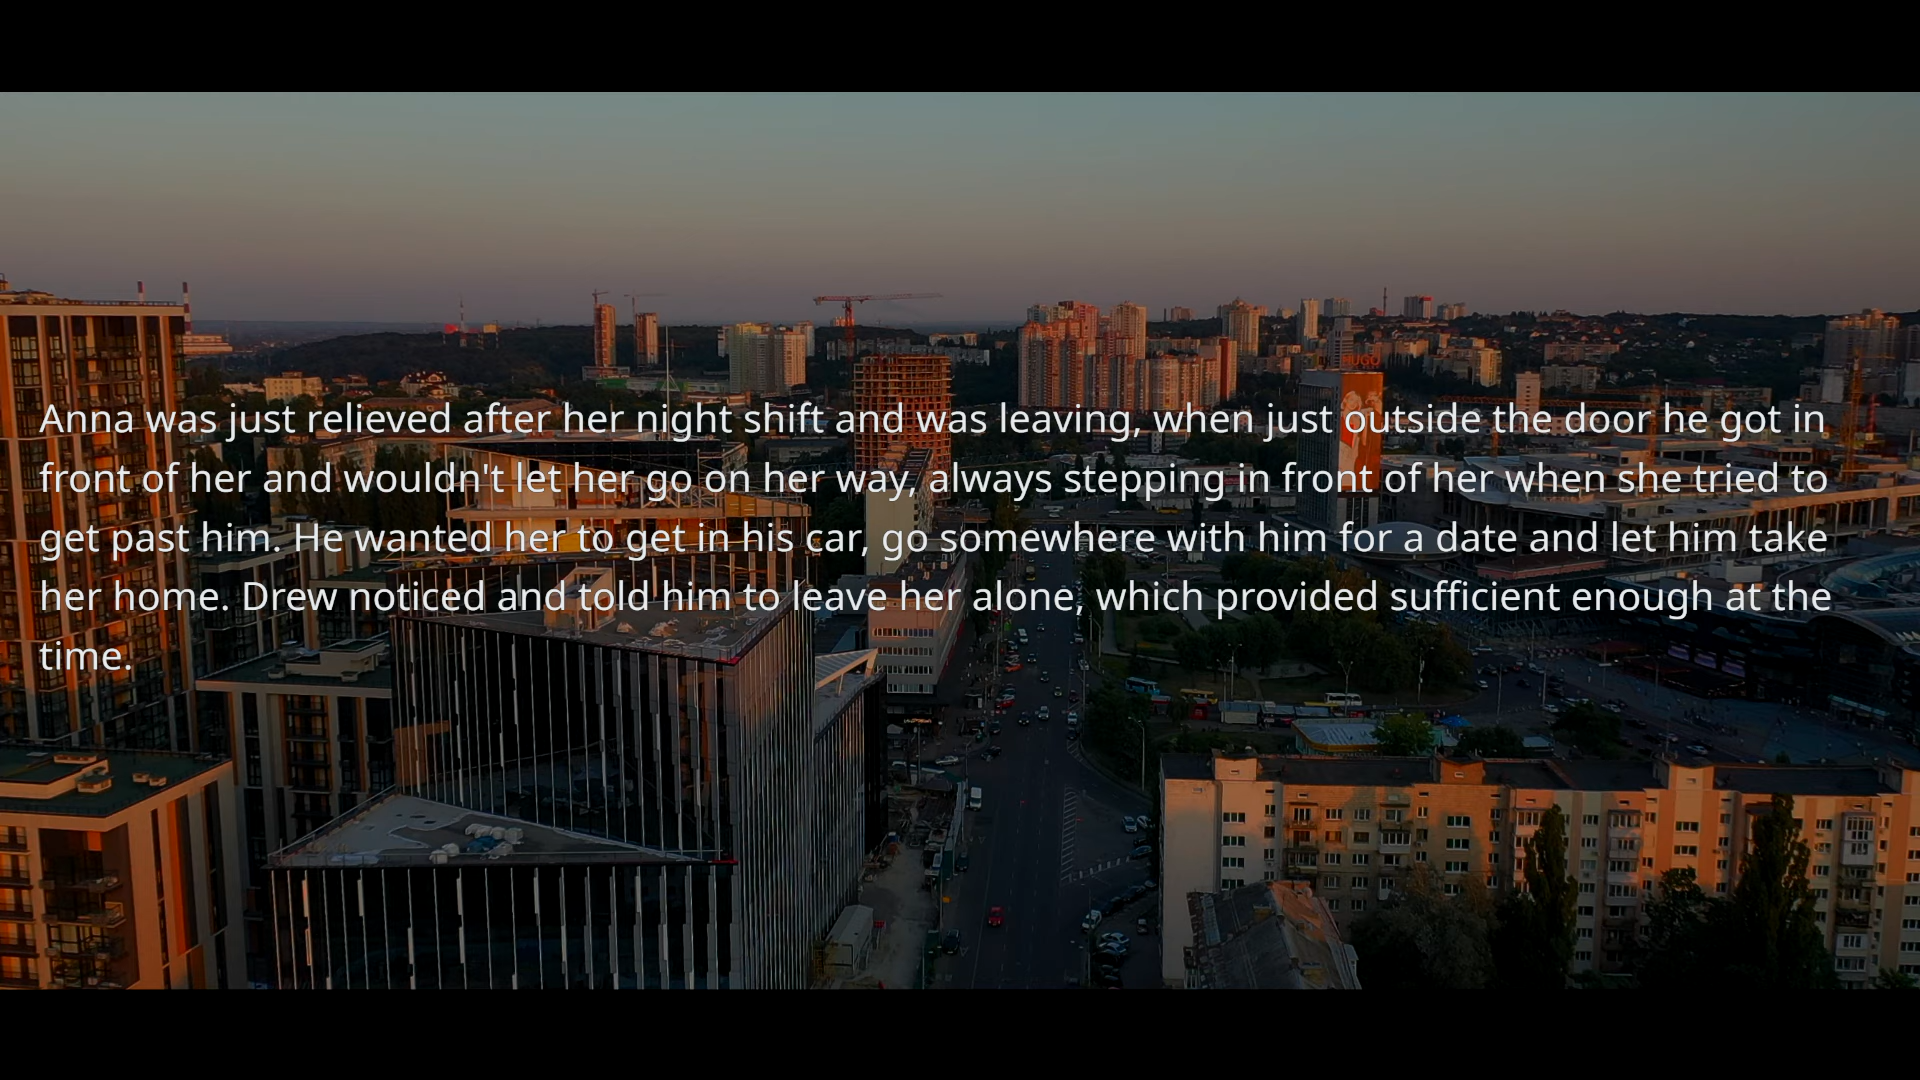 HUGO
Anna was just relieved after her night shift and was leaving, when just outside the door he got in
front of her and wouldn't let her go on her way, always stepping in front of her when she tried to
get past him. He wanted her to get in his car, go somewhere with him for a date and let him take
her home. Drew noticed and told him to leave her alone, which provided sufficient enough at the
time.